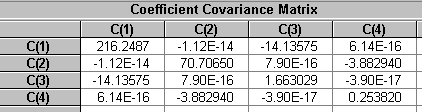 Coefficient Covariance Matrix
C(1) C(2) C(3) C(4)
C(1) 216.2487 -1.12E-14 -14.13575 6.14E-16
C(2) -1.12E-14 70.70650 7.90E-16 -3.882940
C(3) -14.13575 7.90E-16 1.663029 -3.90E-17
C(4) 6.14E-16 -3.882940 -3.90E-17 0.253820